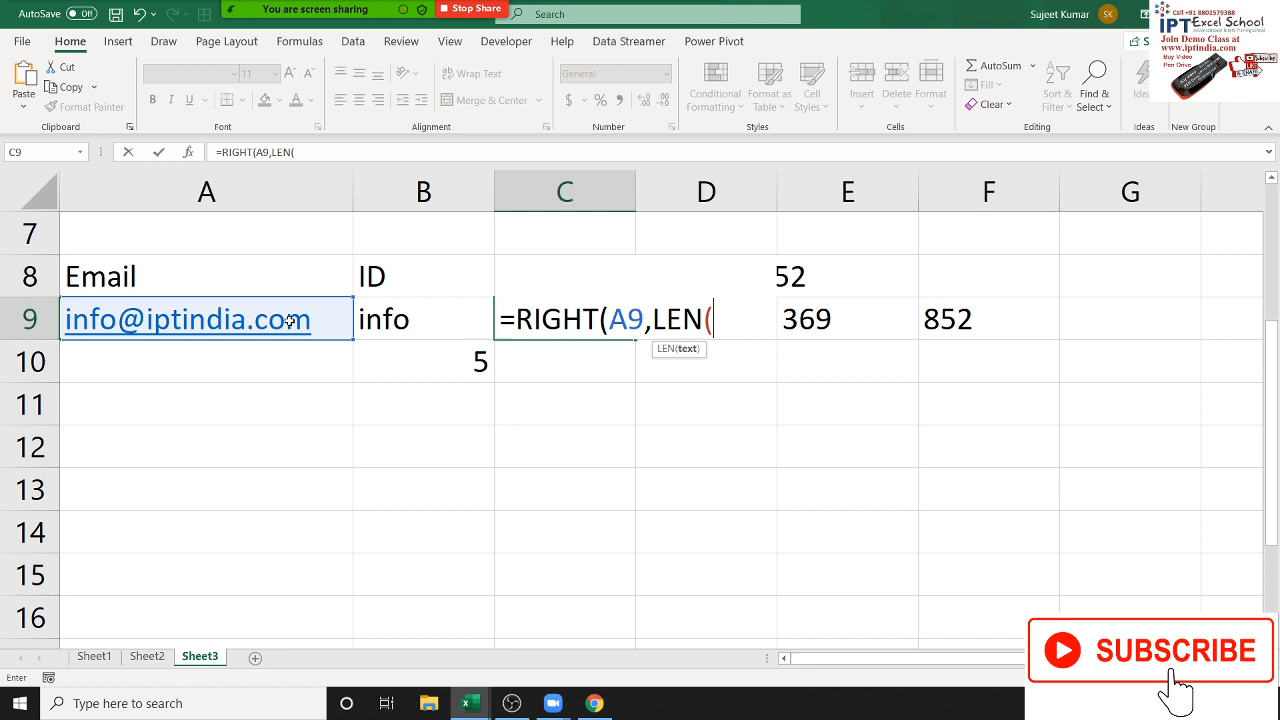 AutoSave Off
You are screen sharing
Stop Share
Search
Sujeet Kumar
SK
File Home Insert Draw Page Layout Formulas Data Review View Developer Help Data Streamer Power Pivot
Call +91 8802579388
IPT Excel School
Join Demo Class at
www.iptindia.com
Buy Video
Pen Drive
Paste
Cut
Copy
Clipboard
11
B I U
Font
Wrap Text
Merge & Center
Alignment
General
$ % ,
Number
Conditional Formatting
Format as Table
Cell Styles
Styles
Insert Delete Format
Cells
AutoSum
Fill
Clear
Find & Select
Editing
Ideas
New Group
C9
=RIGHT(A9,LEN(
A B C D E F G
7
8 Email ID 52
9 info@iptindia.com info =RIGHT(A9,LEN( 369 852
LEN(text)
10 5
11
12
13
14
15
16
Sheet1 Sheet2 Sheet3
SUBSCRIBE
Enter
Type here to search